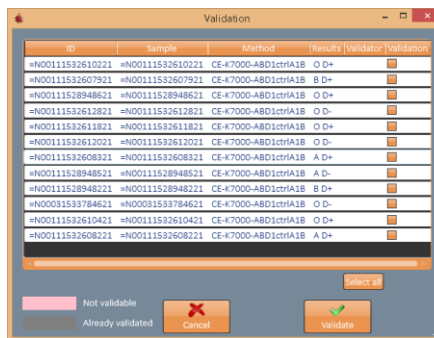 Validation
ID Sample Method Results Validator Validation
=N00111532610221 =N00111532610221 CE-K7000-ABD1ctrlA1B O D+
=N00111532607921 =N00111532607921 CE-K7000-ABD1ctrlA1B B D+
=N00111528948621 =N00111528948621 CE-K7000-ABD1ctrlA1B O D+
=N00111532612821 =N00111532612821 CE-K7000-ABD1ctrlA1B O D-
=N00111532611821 =N00111532611821 CE-K7000-ABD1ctrlA1B O D+
=N00111532612021 =N00111532612021 CE-K7000-ABD1ctrlA1B O D-
=N00111532608321 =N00111532608321 CE-K7000-ABD1ctrlA1B A D+
=N00111528948521 =N00111528948521 CE-K7000-ABD1ctrlA1B A D-
=N00111528948221 =N00111528948221 CE-K7000-ABD1ctrlA1B B D+
=N00031533784621 =N00031533784621 CE-K7000-ABD1ctrlA1B O D-
=N00111532610421 =N00111532610421 CE-K7000-ABD1ctrlA1B O D+
=N00111532608221 =N00111532608221 CE-K7000-ABD1ctrlA1B A D+
Select all
Not validable
Already validated
Cancel
Validate